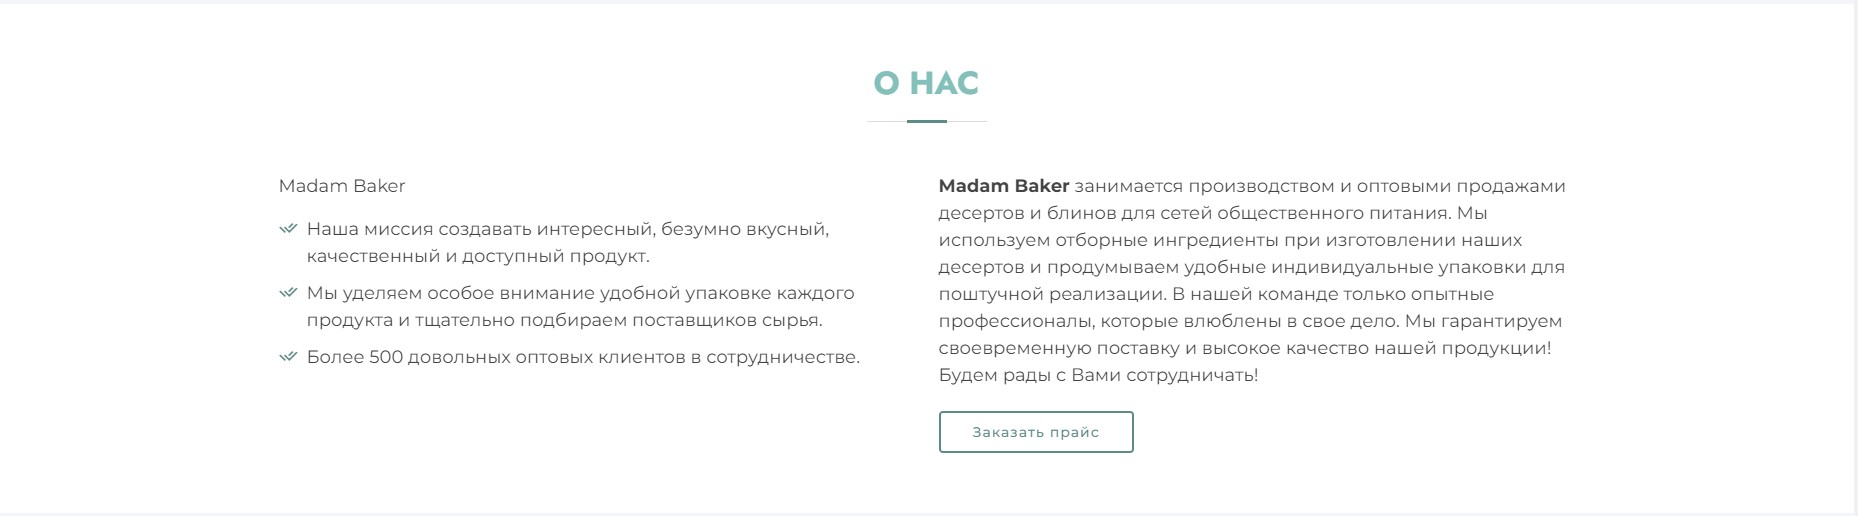 О НАС
Madam Baker
Наша миссия создавать интересный, безумно вкусный,
качественный и доступный продукт.
Мы уделяем особое внимание удобной упаковке каждого
продукта и тщательно подбираем поставщиков сырья.
Более 500 довольных оптовых клиентов в сотрудничестве.
Madam Baker занимается производством и оптовыми продажами
десертов и блинов для сетей общественного питания. Мы
используем отборные ингредиенты при изготовлении наших
десертов и продумываем удобные индивидуальные упаковки для
поштучной реализации. В нашей команде только опытные
профессионалы, которые влюблены в свое дело. Мы гарантируем
своевременную поставку и высокое качество нашей продукции!
Будем рады с Вами сотрудничать!
Заказать прайс